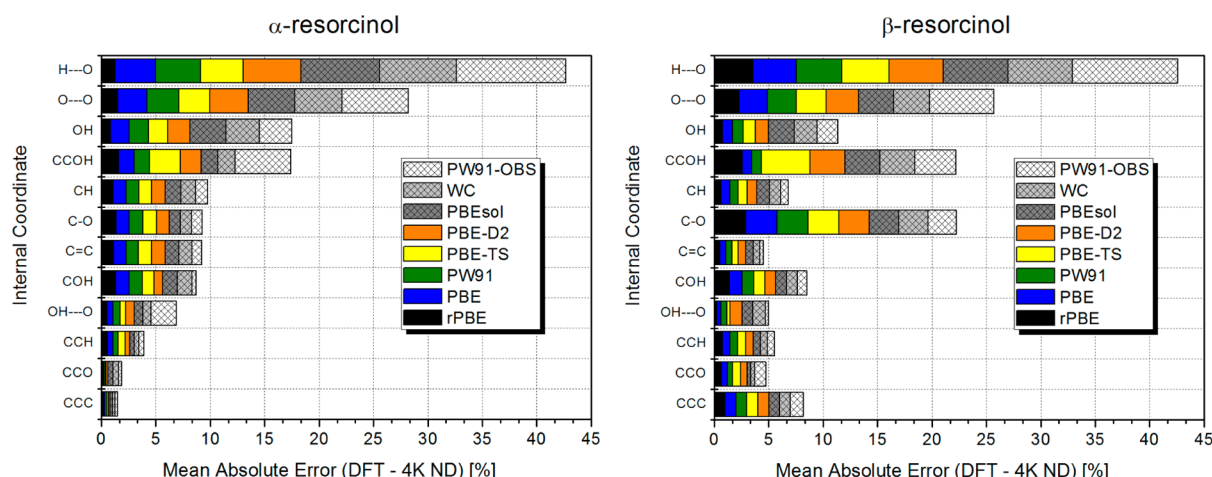 α-resorcinol
Internal Coordinate
H---O
O---O
OH
CCOH
CH
C-O
C=C
COH
OH---O
CCH
CCO
CCC
PW91-OBS
WC
PBEsol
PBE-D2
PBE-TS
PW91
PBE
rPBE
0 5 10 15 20 25 30 35 40 45
Mean Absolute Error (DFT - 4K ND) [%]
β-resorcinol
Internal Coordinate
H---O
O---O
OH
CCOH
CH
C-O
C=C
COH
OH---O
CCH
CCO
CCC
PW91-OBS
WC
PBEsol
PBE-D2
PBE-TS
PW91
PBE
rPBE
0 5 10 15 20 25 30 35 40 45
Mean Absolute Error (DFT - 4K ND) [%]